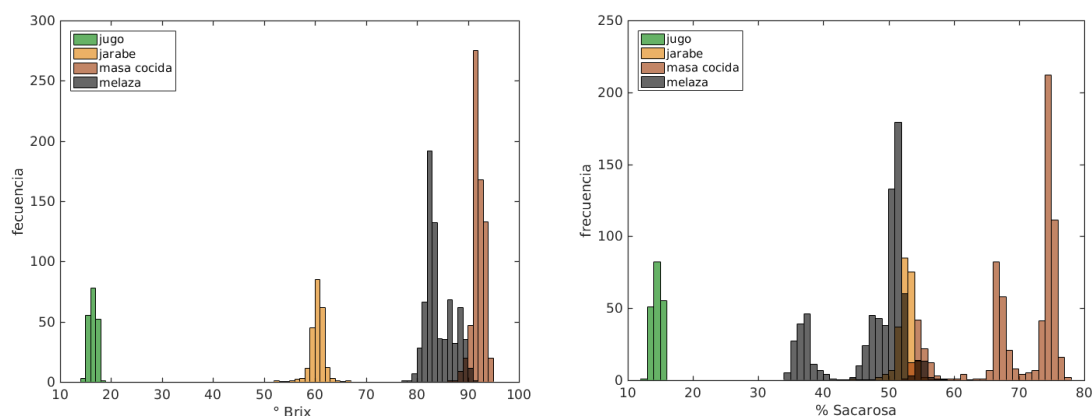 300
250
200
150
100
50
0
fecuencia
jugo
jarabe
masa cocida
melaza
10 20 30 40 50 60 70 80 90 100
° Brix
250
200
150
100
50
0
frecuencia
jugo
jarabe
masa cocida
melaza
10 20 30 40 50 60 70 80
% Sacarosa